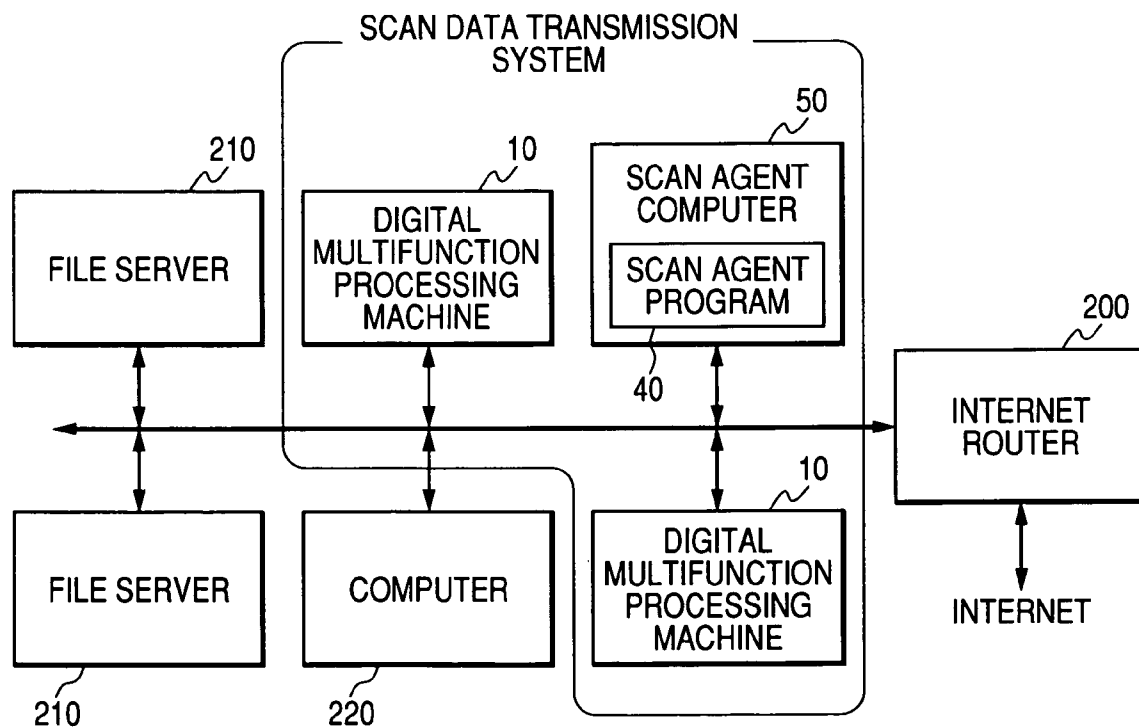 SCAN DATA TRANSMISSION
SYSTEM
210
FILE SERVER
10
DIGITAL
MULTIFUNCTION
PROCESSING
MACHINE
50
SCAN AGENT
COMPUTER
SCAN AGENT
PROGRAM
40
200
INTERNET
ROUTER
INTERNET
FILE SERVER
210
COMPUTER
220
10
DIGITAL
MULTIFUNCTION
PROCESSING
MACHINE